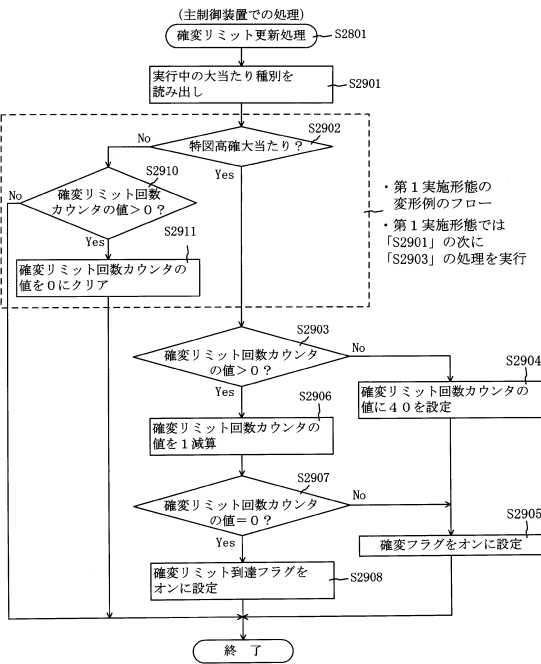 (主制御装置での処理)
確変リミット更新処理
S2801
実行中の大当たり種別を
読み出し
S2901
S2902
特図高確大当たり?
No
Yes
S2910
確変リミット回数
カウンタの値>0?
No
Yes
S2911
確変リミット回数カウンタの
値を0にクリア
・第1実施形態の
変形例のフロー
・第1実施形態では
「S2901」の次に
「S2903」の処理を実行
S2903
確変リミット回数カウンタ
の値>0?
No
Yes
S2904
確変リミット回数カウンタの
値に40を設定
S2906
確変リミット回数カウンタの
値を1減算
S2907
確変リミット回数カウンタ
の値=0?
No
Yes
S2905
確変フラグをオンに設定
確変リミット到達フラグを
オンに設定
S2908
終 了